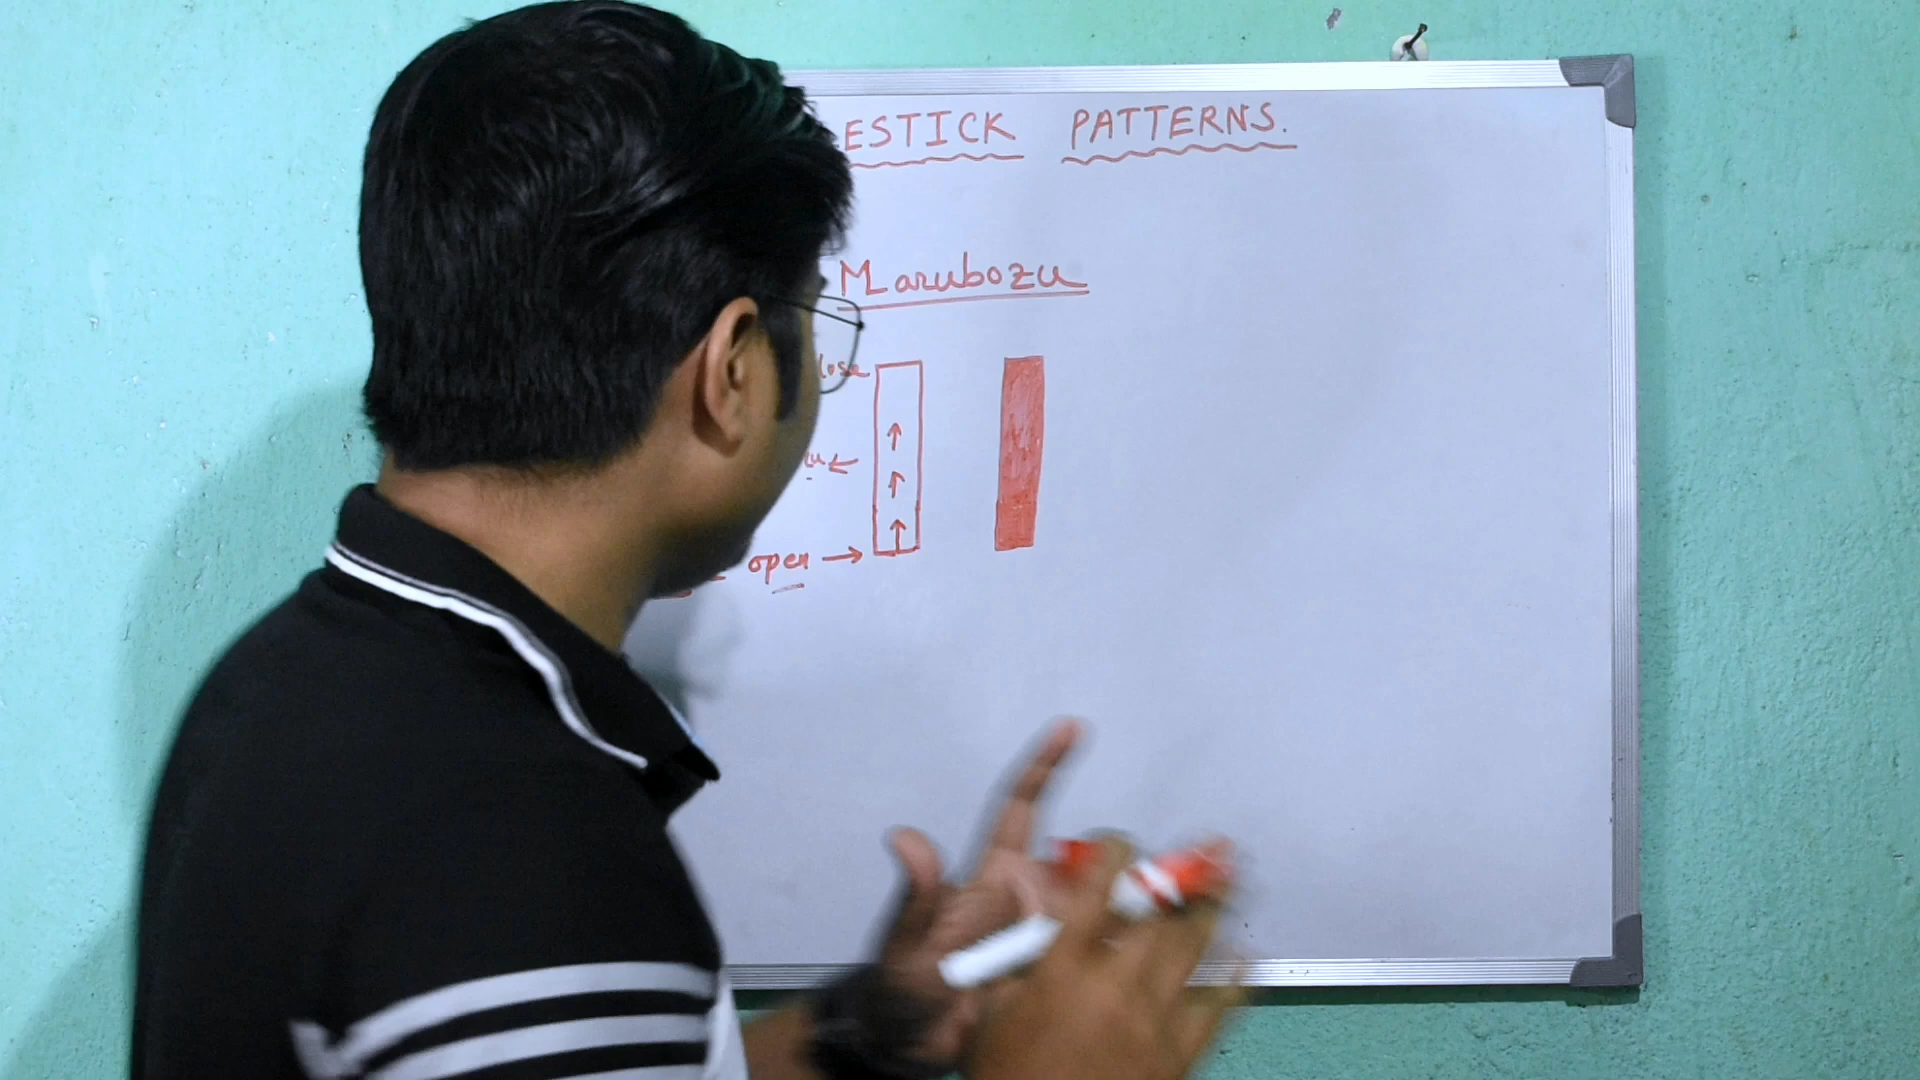 ESTICK PATTERNS.
Marubozu
lose
open →